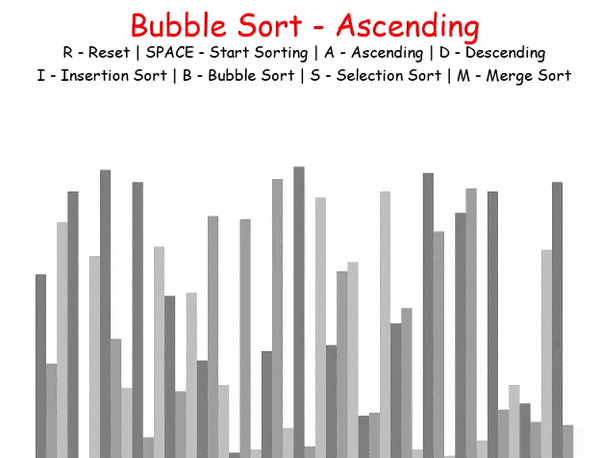 Bubble Sort - Ascending
R - Reset | SPACE - Start Sorting | A - Ascending | D - Descending
I - Insertion Sort | B - Bubble Sort | S - Selection Sort | M - Merge Sort